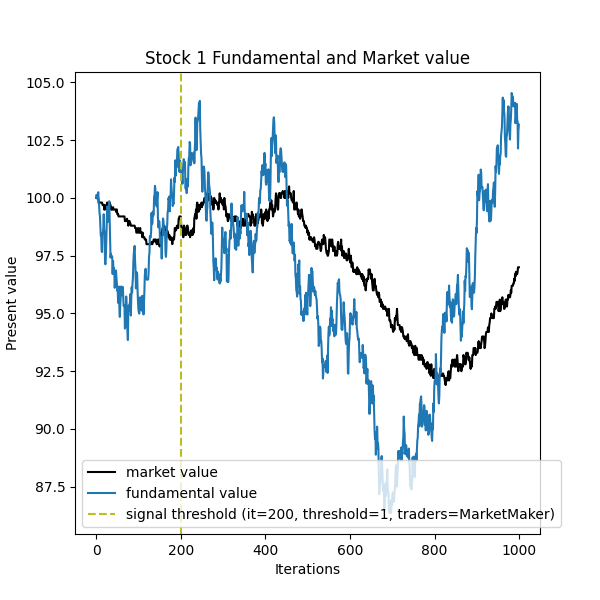 Stock 1 Fundamental and Market value
105.0
102.5
100.0
97.5
95.0
92.5
90.0
87.5
Present value
market value
fundamental value
signal threshold (it=200, threshold=1, traders=MarketMaker)
0 200 400 600 800 1000
Iterations